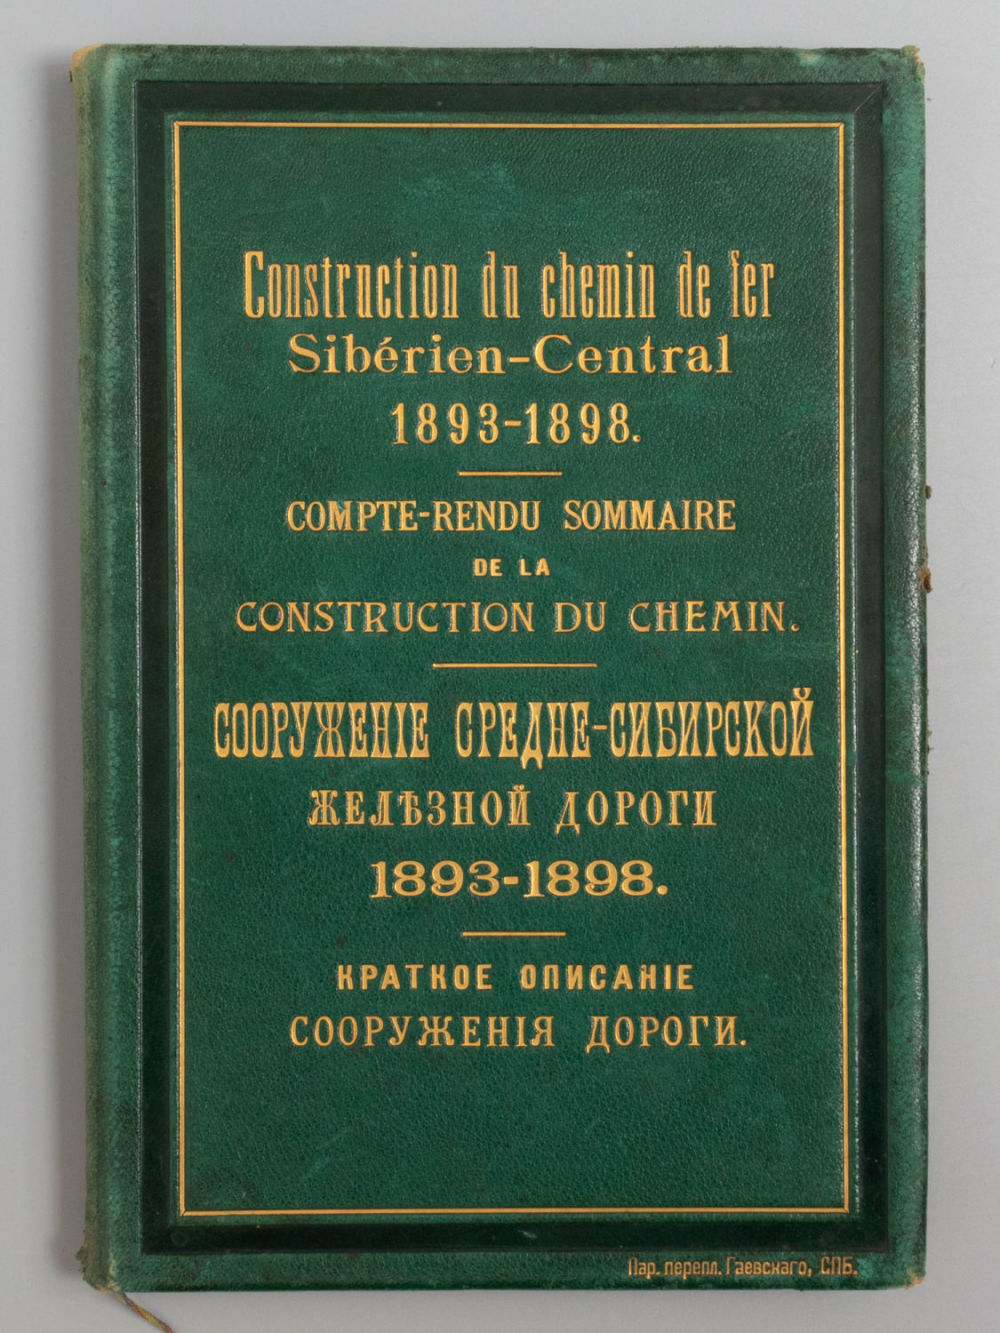 Construction du chemin de fer
Sibérien-Central
1893-1898.
COMPTE-RENDU SOMMAIRE
DE LA
CONSTRUCTION DU CHEMIN.
СООРУЖЕНІЕ СРЕДНЕ-СИБИРСКОЙ
ЖЕЛѢЗНОЙ ДОРОГИ
1893-1898.
КРАТКОЕ ОПИСАНІЕ
СООРУЖЕНІЯ ДОРОГИ.
Пар. перепл. Гаевскаго, СПБ.